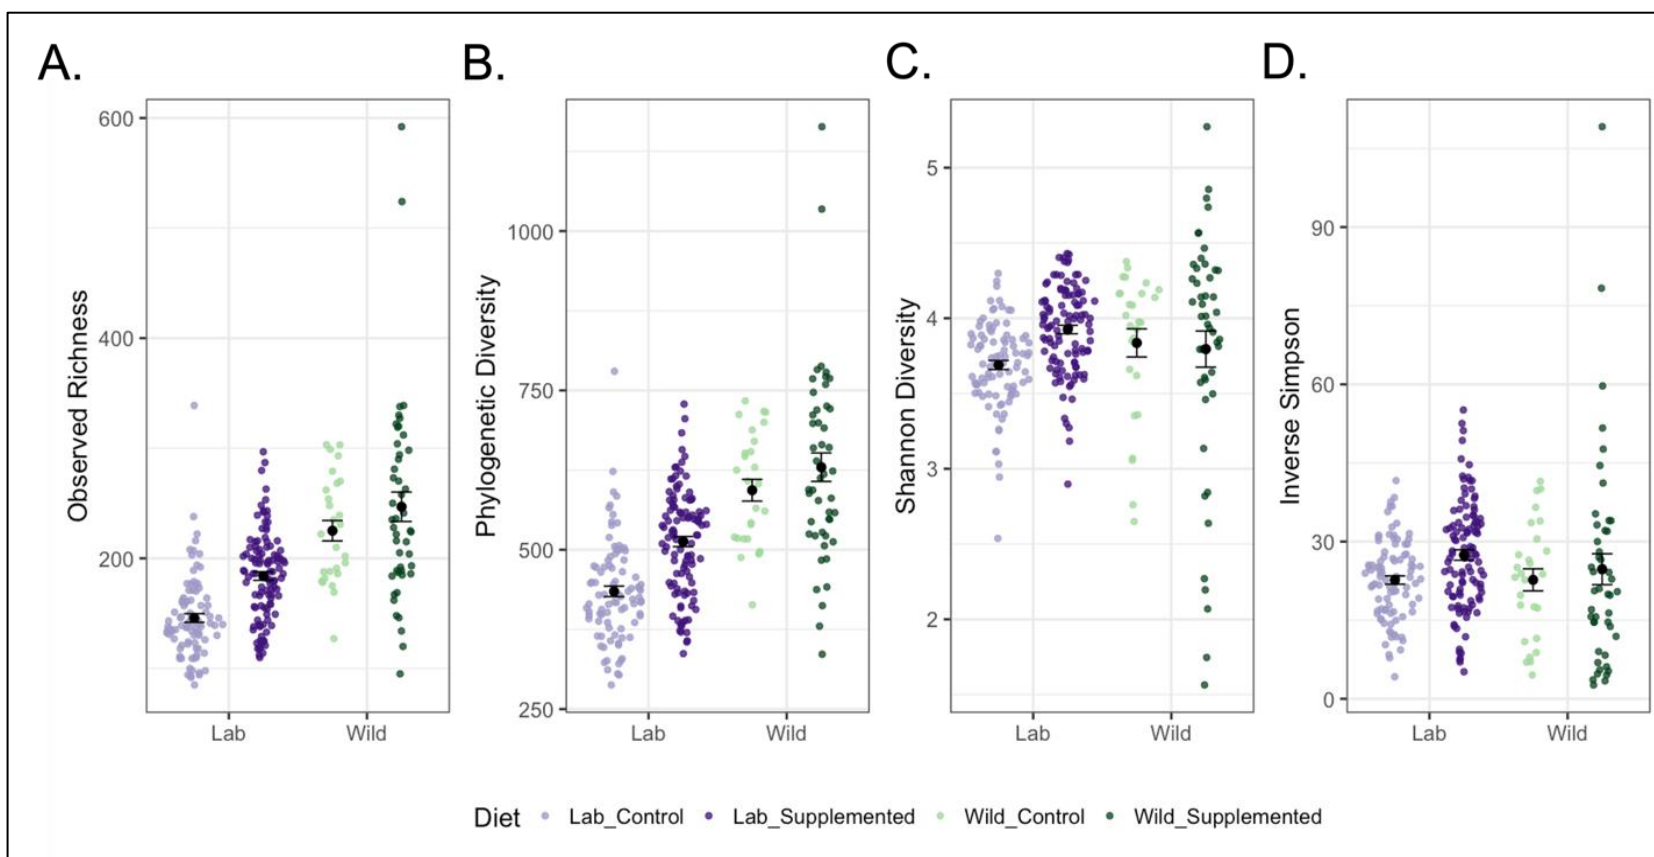 A.
B.
C.
D.
Observed Richness
600
400
200
Lab
Wild
Phylogenetic Diversity
1000
750
500
250
Lab
Wild
Shannon Diversity
5
4
3
2
Lab
Wild
Inverse Simpson
90
60
30
0
Lab
Wild
Diet Lab_Control Lab_Supplemented Wild_Control Wild_Supplemented